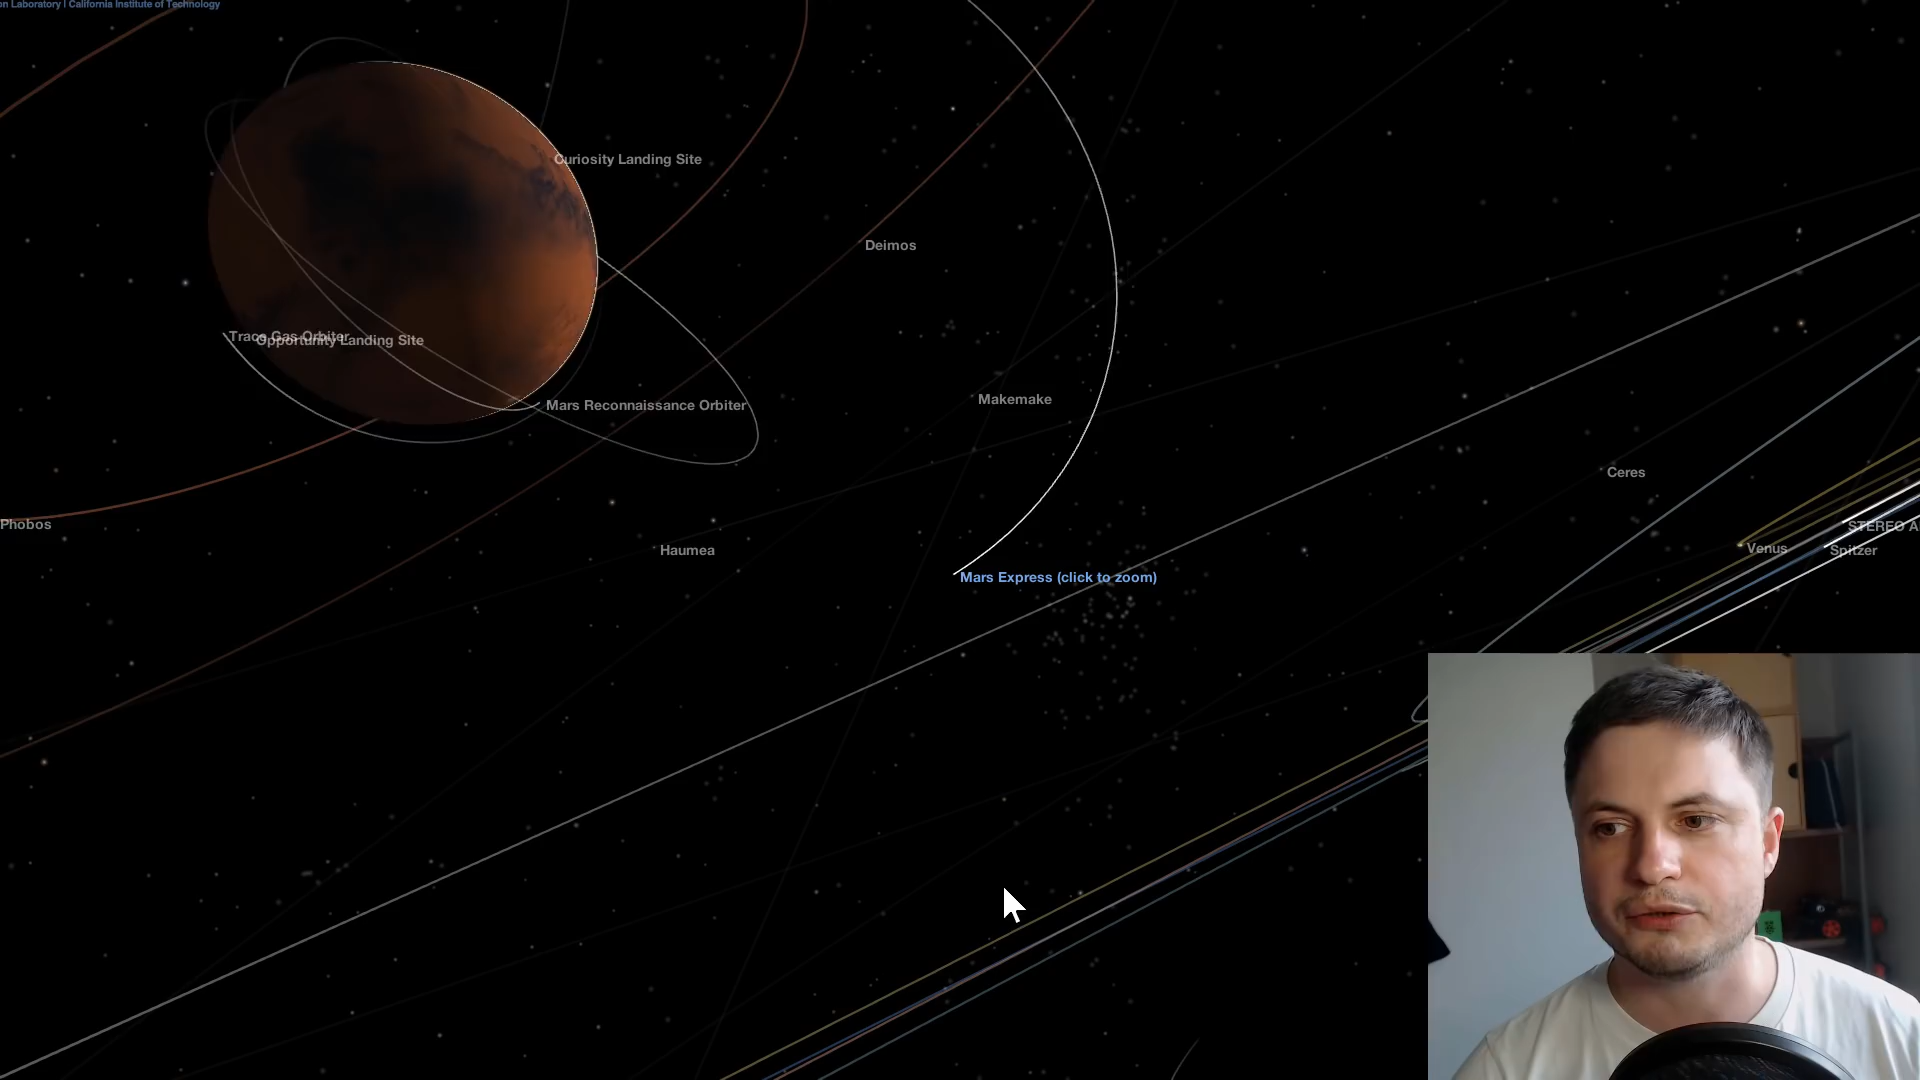 on Laboratory | California Institute of Technology
Curiosity Landing Site
Deimos
Trace Gas Orbiter
Opportunity Landing Site
Makemake
Mars Reconnaissance Orbiter
Ceres
Phobos
STEREO A
Haumea
Venus
Spitzer
Mars Express (click to zoom)